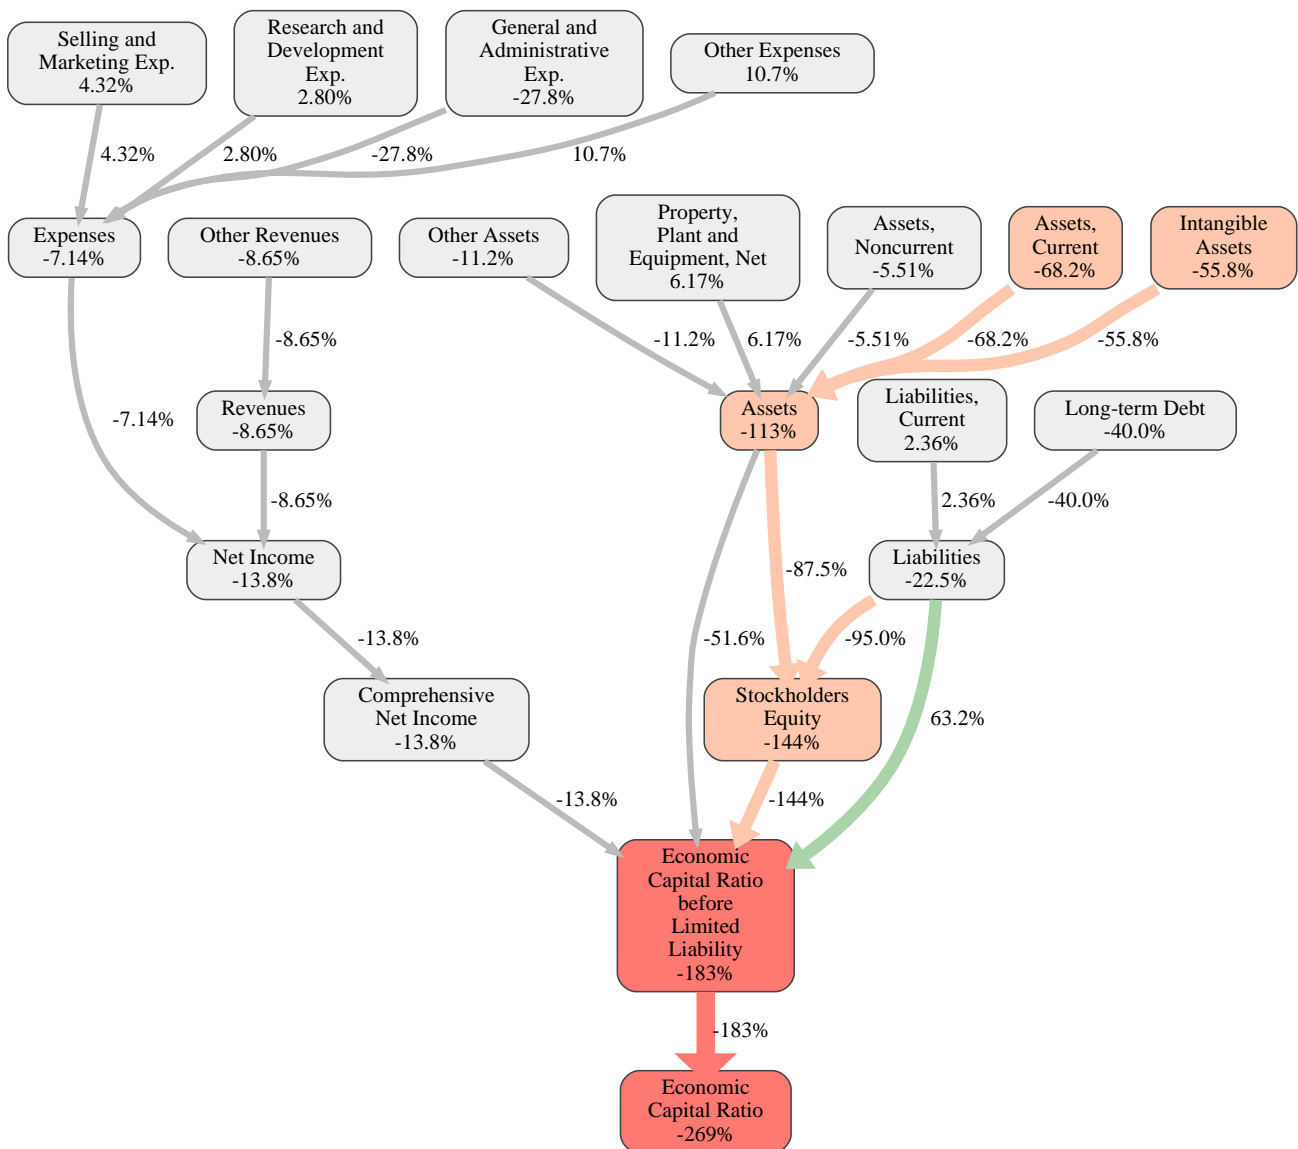 Selling and
Marketing Exp.
4.32%
Research and
Development
Exp.
2.80%
General and
Administrative
Exp.
-27.8%
Other Expenses
10.7%
4.32%
2.80%
-27.8%
10.7%
Expenses
-7.14%
Other Revenues
-8.65%
Other Assets
-11.2%
Property,
Plant and
Equipment, Net
6.17%
Assets,
Noncurrent
-5.51%
Assets,
Current
-68.2%
Intangible
Assets
-55.8%
-8.65%
-11.2%
6.17%
-5.51%
-68.2%
-55.8%
-7.14%
Revenues
-8.65%
Assets
-113%
Liabilities,
Current
2.36%
Long-term Debt
-40.0%
-8.65%
2.36%
-40.0%
Net Income
-13.8%
-87.5%
Liabilities
-22.5%
-13.8%
-51.6%
-95.0%
Comprehensive
Net Income
-13.8%
Stockholders
Equity
-144%
63.2%
-13.8%
-144%
Economic
Capital Ratio
before
Limited
Liability
-183%
-183%
Economic
Capital Ratio
-269%